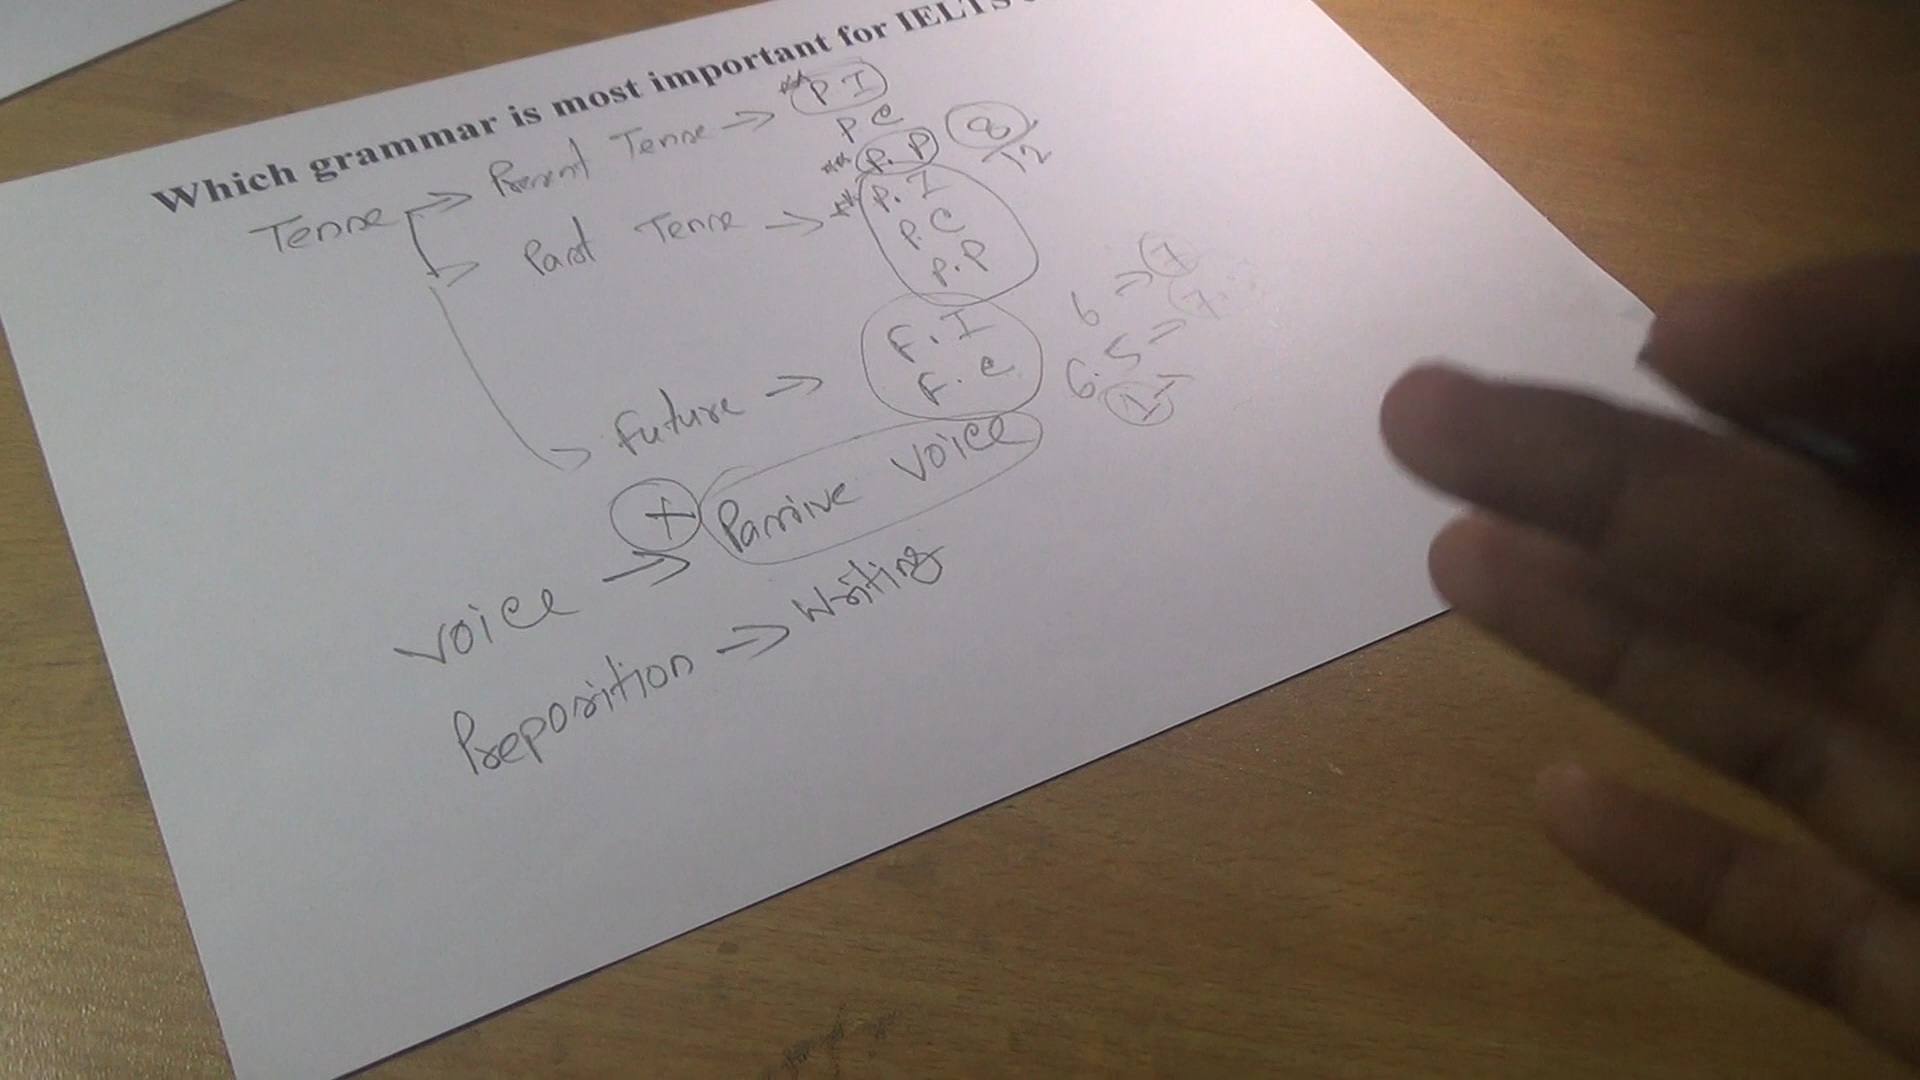 Which grammar is most important for IELTS
Tense → Present Tense → ** P I
P C
** P. P 8/12
Past Tense → ** P. I
P. C
P. P
Future → F. I
F. C
6 → 7
6.5 → 7
+ Passive Voice
Voice →
Preposition → Writing